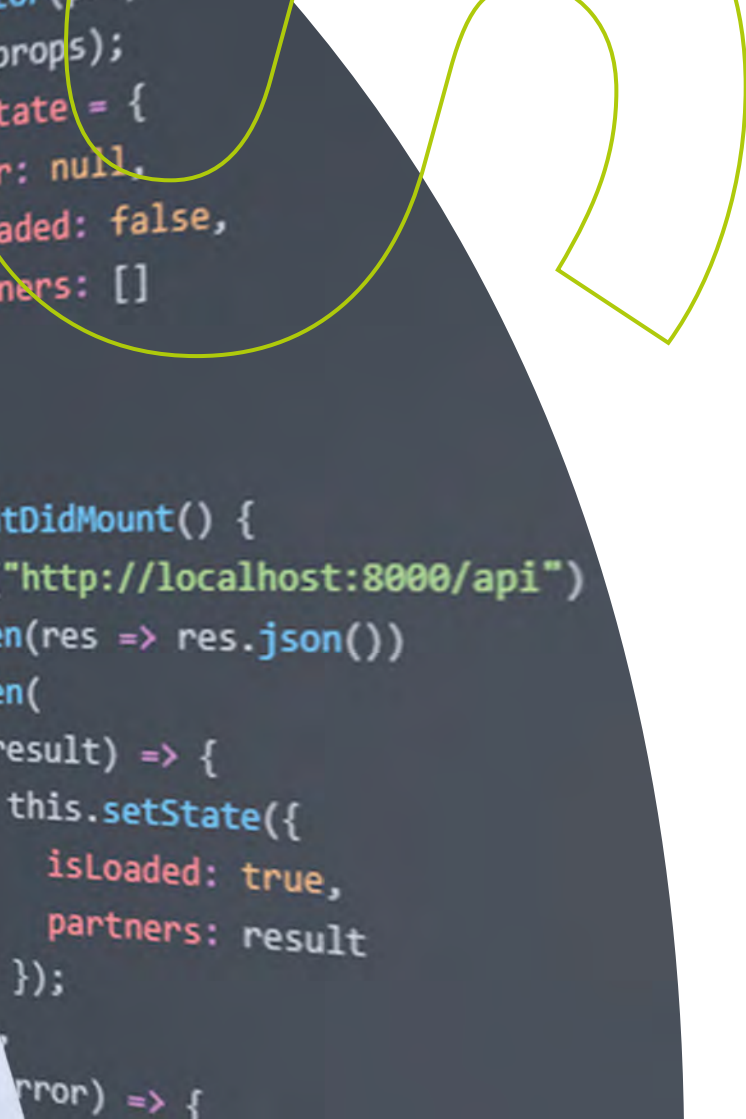 props);
tate = {
r: null,
aded: false,
ners: []
tDidMount() {
"http://localhost:8000/api")
en(res => res.json())
en(
result) => {
this.setState({
isLoaded: true,
partners: result
});
rror) => {